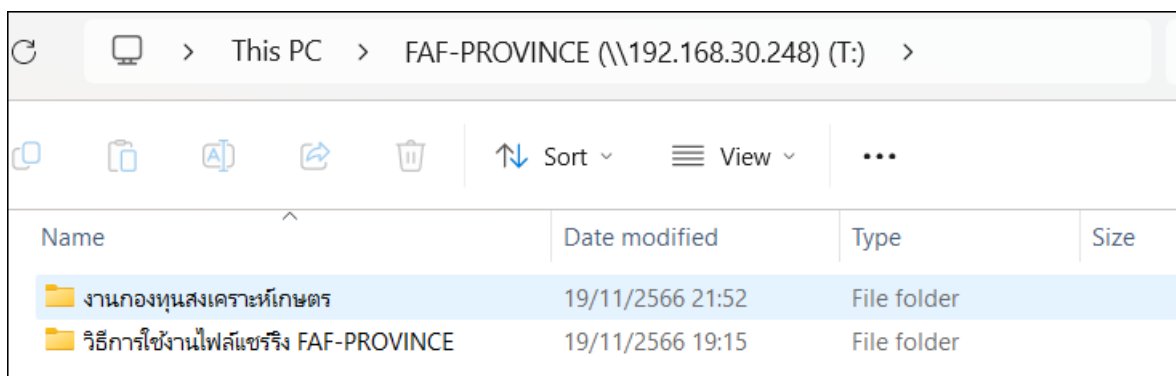 This PC > FAF-PROVINCE (\\192.168.30.248) (T:) >
Sort View ...
Name Date modified Type Size
งานกองทุนสงเคราะห์เกษตร 19/11/2566 21:52 File folder
วิธีการใช้งานไฟล์แชร์ริง FAF-PROVINCE 19/11/2566 19:15 File folder